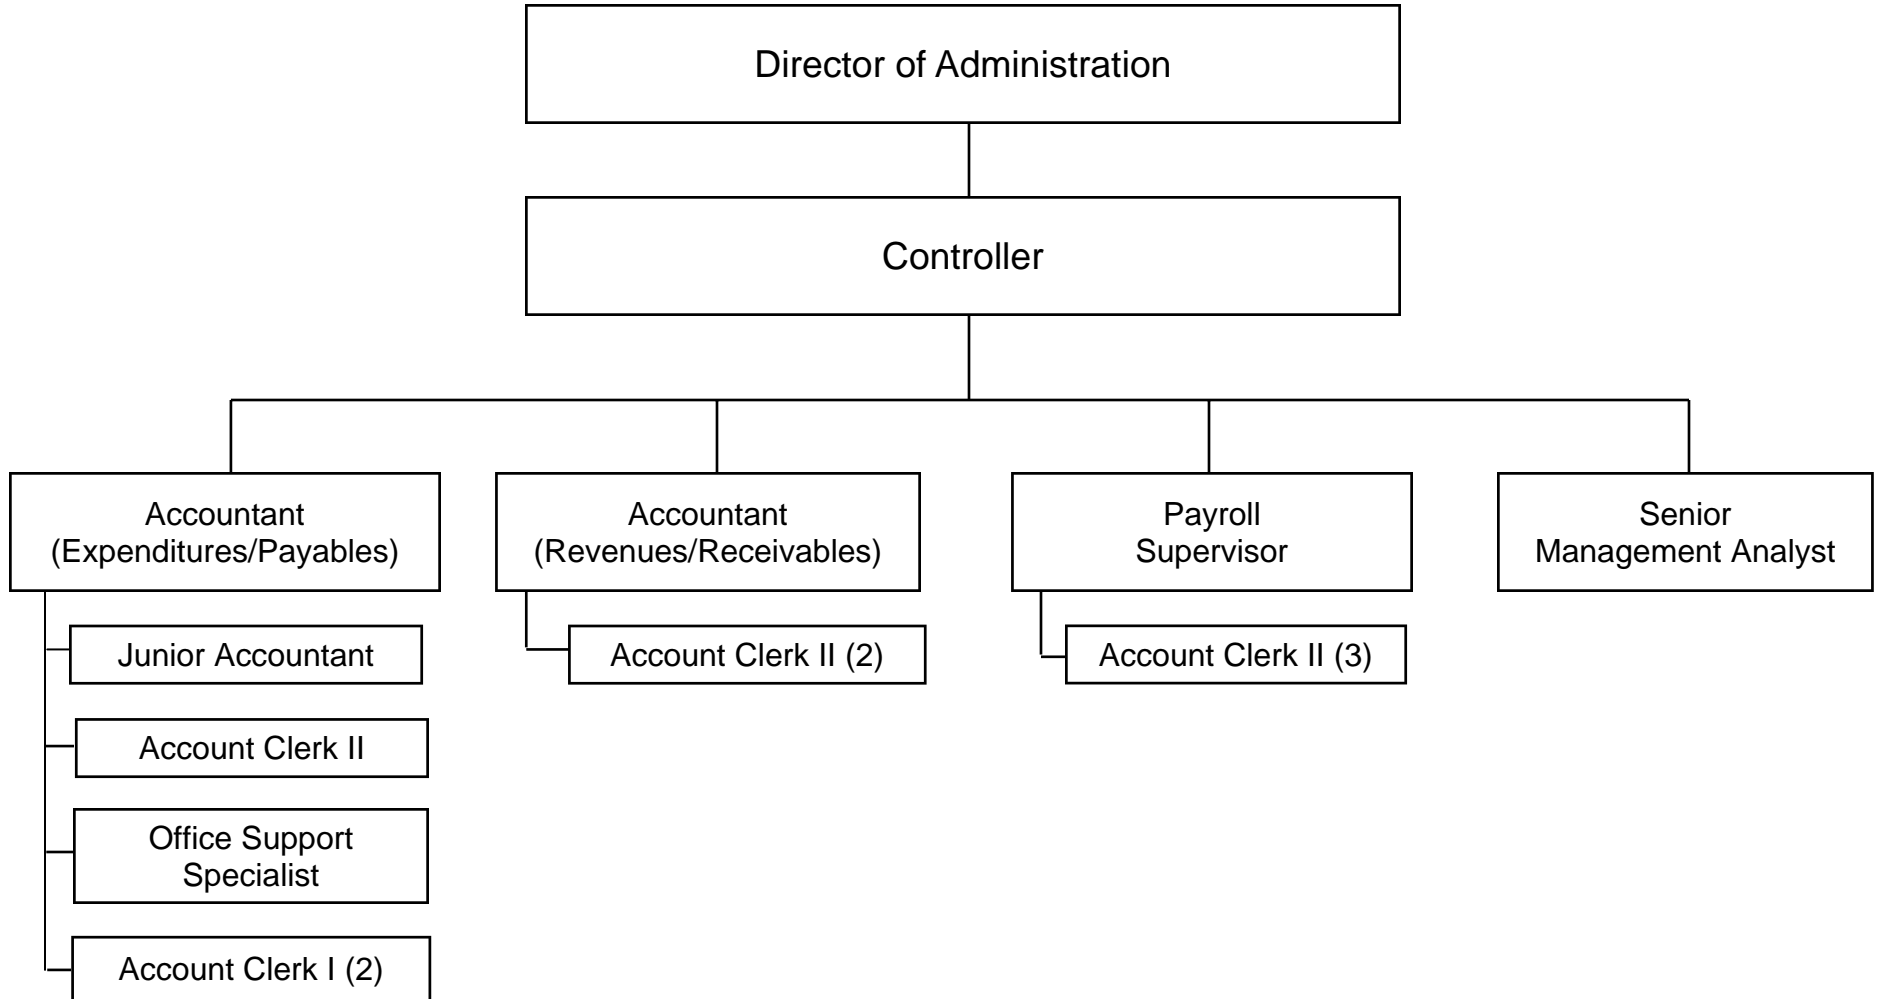 Director of Administration
Controller
Accountant
(Expenditures/Payables)
Accountant
(Revenues/Receivables)
Payroll
Supervisor
Senior
Management Analyst
Junior Accountant
Account Clerk II (2)
Account Clerk II (3)
Account Clerk II
Office Support
Specialist
Account Clerk I (2)